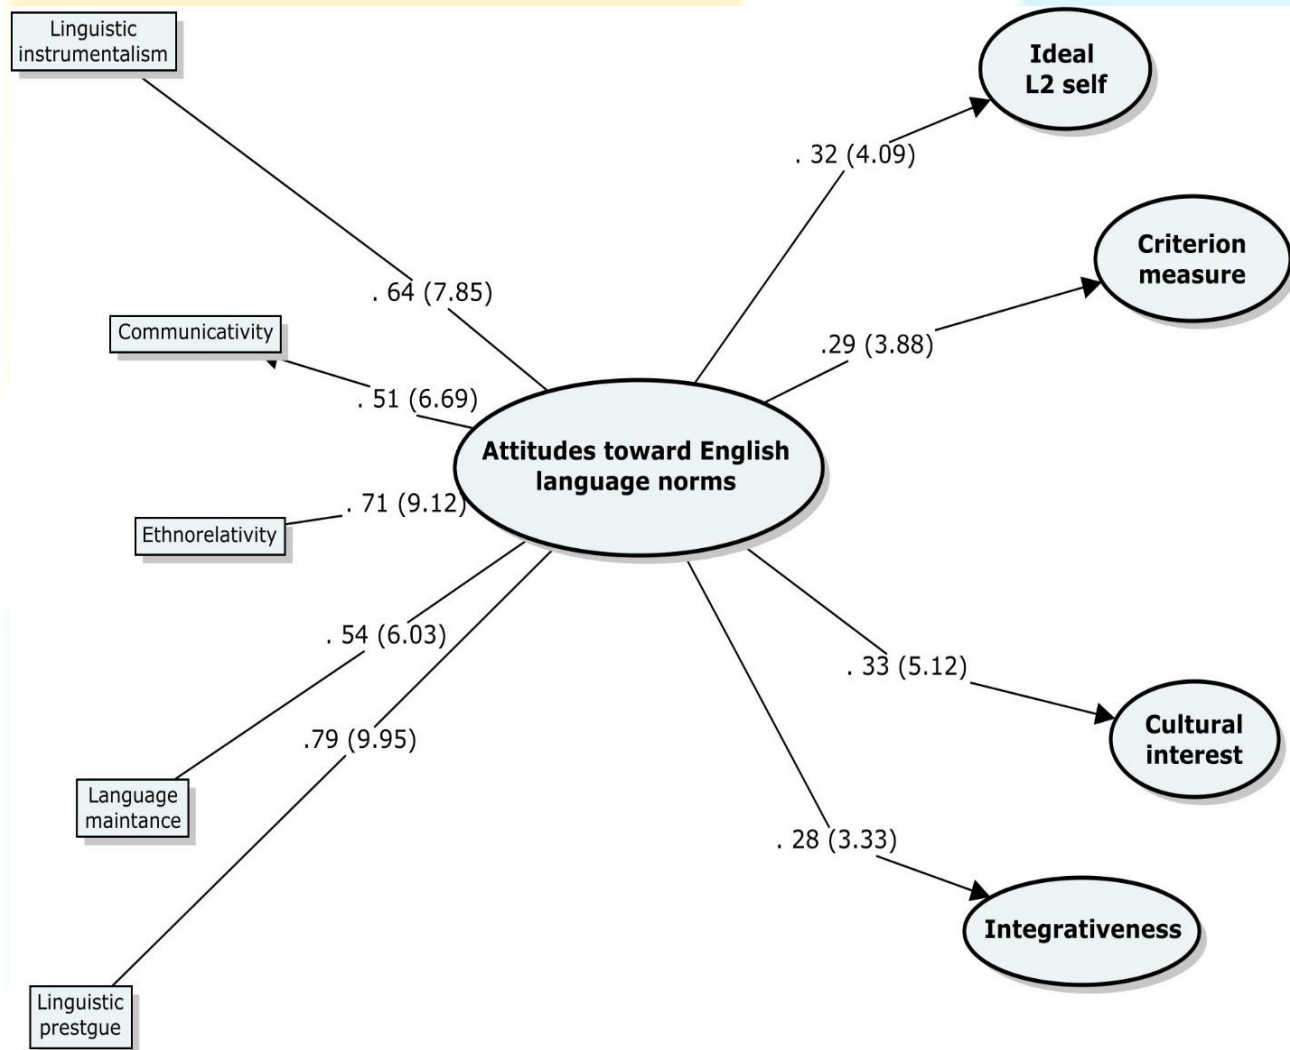 Linguistic
instrumentalism
Ideal
L2 self
. 32 (4.09)
Criterion
measure
. 64 (7.85)
Communicativity
.29 (3.88)
. 51 (6.69)
Attitudes toward English
language norms
. 71 (9.12)
Ethnorelativity
. 54 (6.03)
. 33 (5.12)
.79 (9.95)
Cultural
interest
Language
maintance
. 28 (3.33)
Integrativeness
Linguistic
prestgue